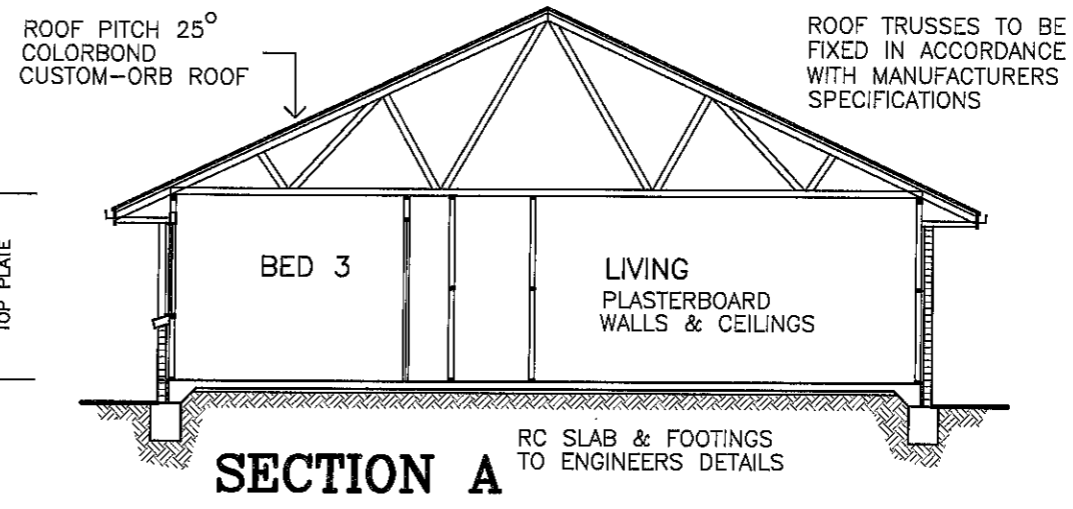 ROOF PITCH 25°
COLORBOND
CUSTOM-ORB ROOF
ROOF TRUSSES TO BE
FIXED IN ACCORDANCE
WITH MANUFACTURERS
SPECIFICATIONS
TOP PLATE
BED 3
LIVING
PLASTERBOARD
WALLS & CEILINGS
RC SLAB & FOOTINGS
TO ENGINEERS DETAILS
SECTION A